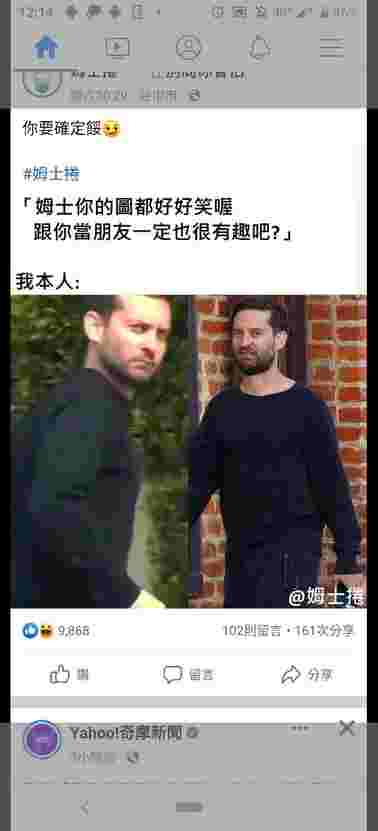 12:14
姆士捲
你要確定餒
#姆士捲
「姆士你的圖都好好笑喔
跟你當朋友一定也很有趣吧?」
我本人:
@姆士捲
9,868
102則留言・161次分享
讚
留言
分享
Yahoo!奇摩新聞